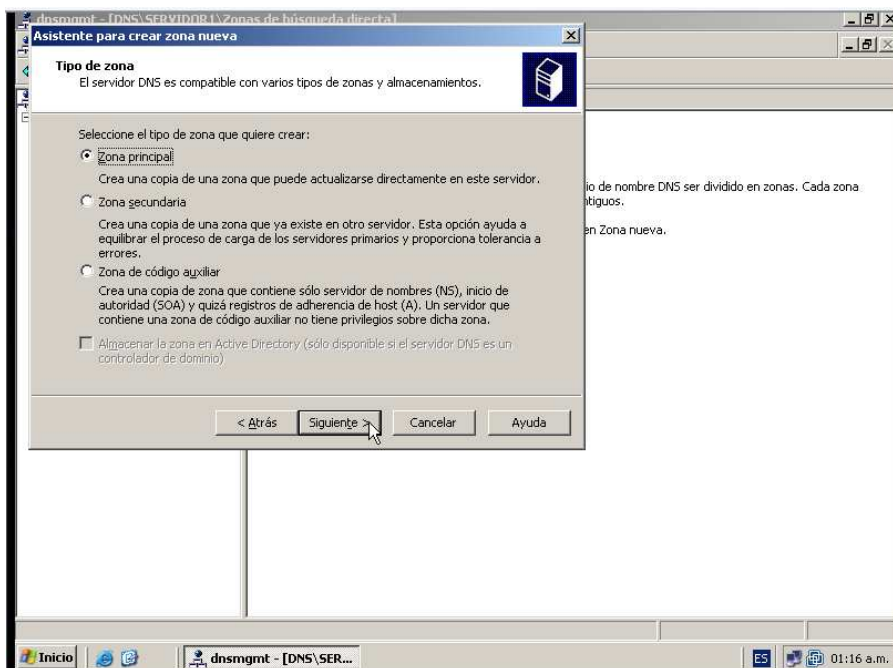 dnsmgmt - [DNS\SERVIDOR1\Zonas de búsqueda directa]
Asistente para crear zona nueva
Tipo de zona
El servidor DNS es compatible con varios tipos de zonas y almacenamientos.
Seleccione el tipo de zona que quiere crear:
Zona principal
Crea una copia de una zona que puede actualizarse directamente en este servidor.
Zona secundaria
Crea una copia de una zona que ya existe en otro servidor. Esta opción ayuda a
equilibrar el proceso de carga de los servidores primarios y proporciona tolerancia a
errores.
Zona de código auxiliar
Crea una copia de zona que contiene sólo servidor de nombres (NS), inicio de
autoridad (SOA) y quizá registros de adherencia de host (A). Un servidor que
contiene una zona de código auxiliar no tiene privilegios sobre dicha zona.
Almacenar la zona en Active Directory (sólo disponible si el servidor DNS es un
controlador de dominio)
< Atrás
Siguiente >
Cancelar
Ayuda
io de nombre DNS ser dividido en zonas. Cada zona
ntiguos.
en Zona nueva.
Inicio
dnsmgmt - [DNS\SER...
ES
01:16 a.m.